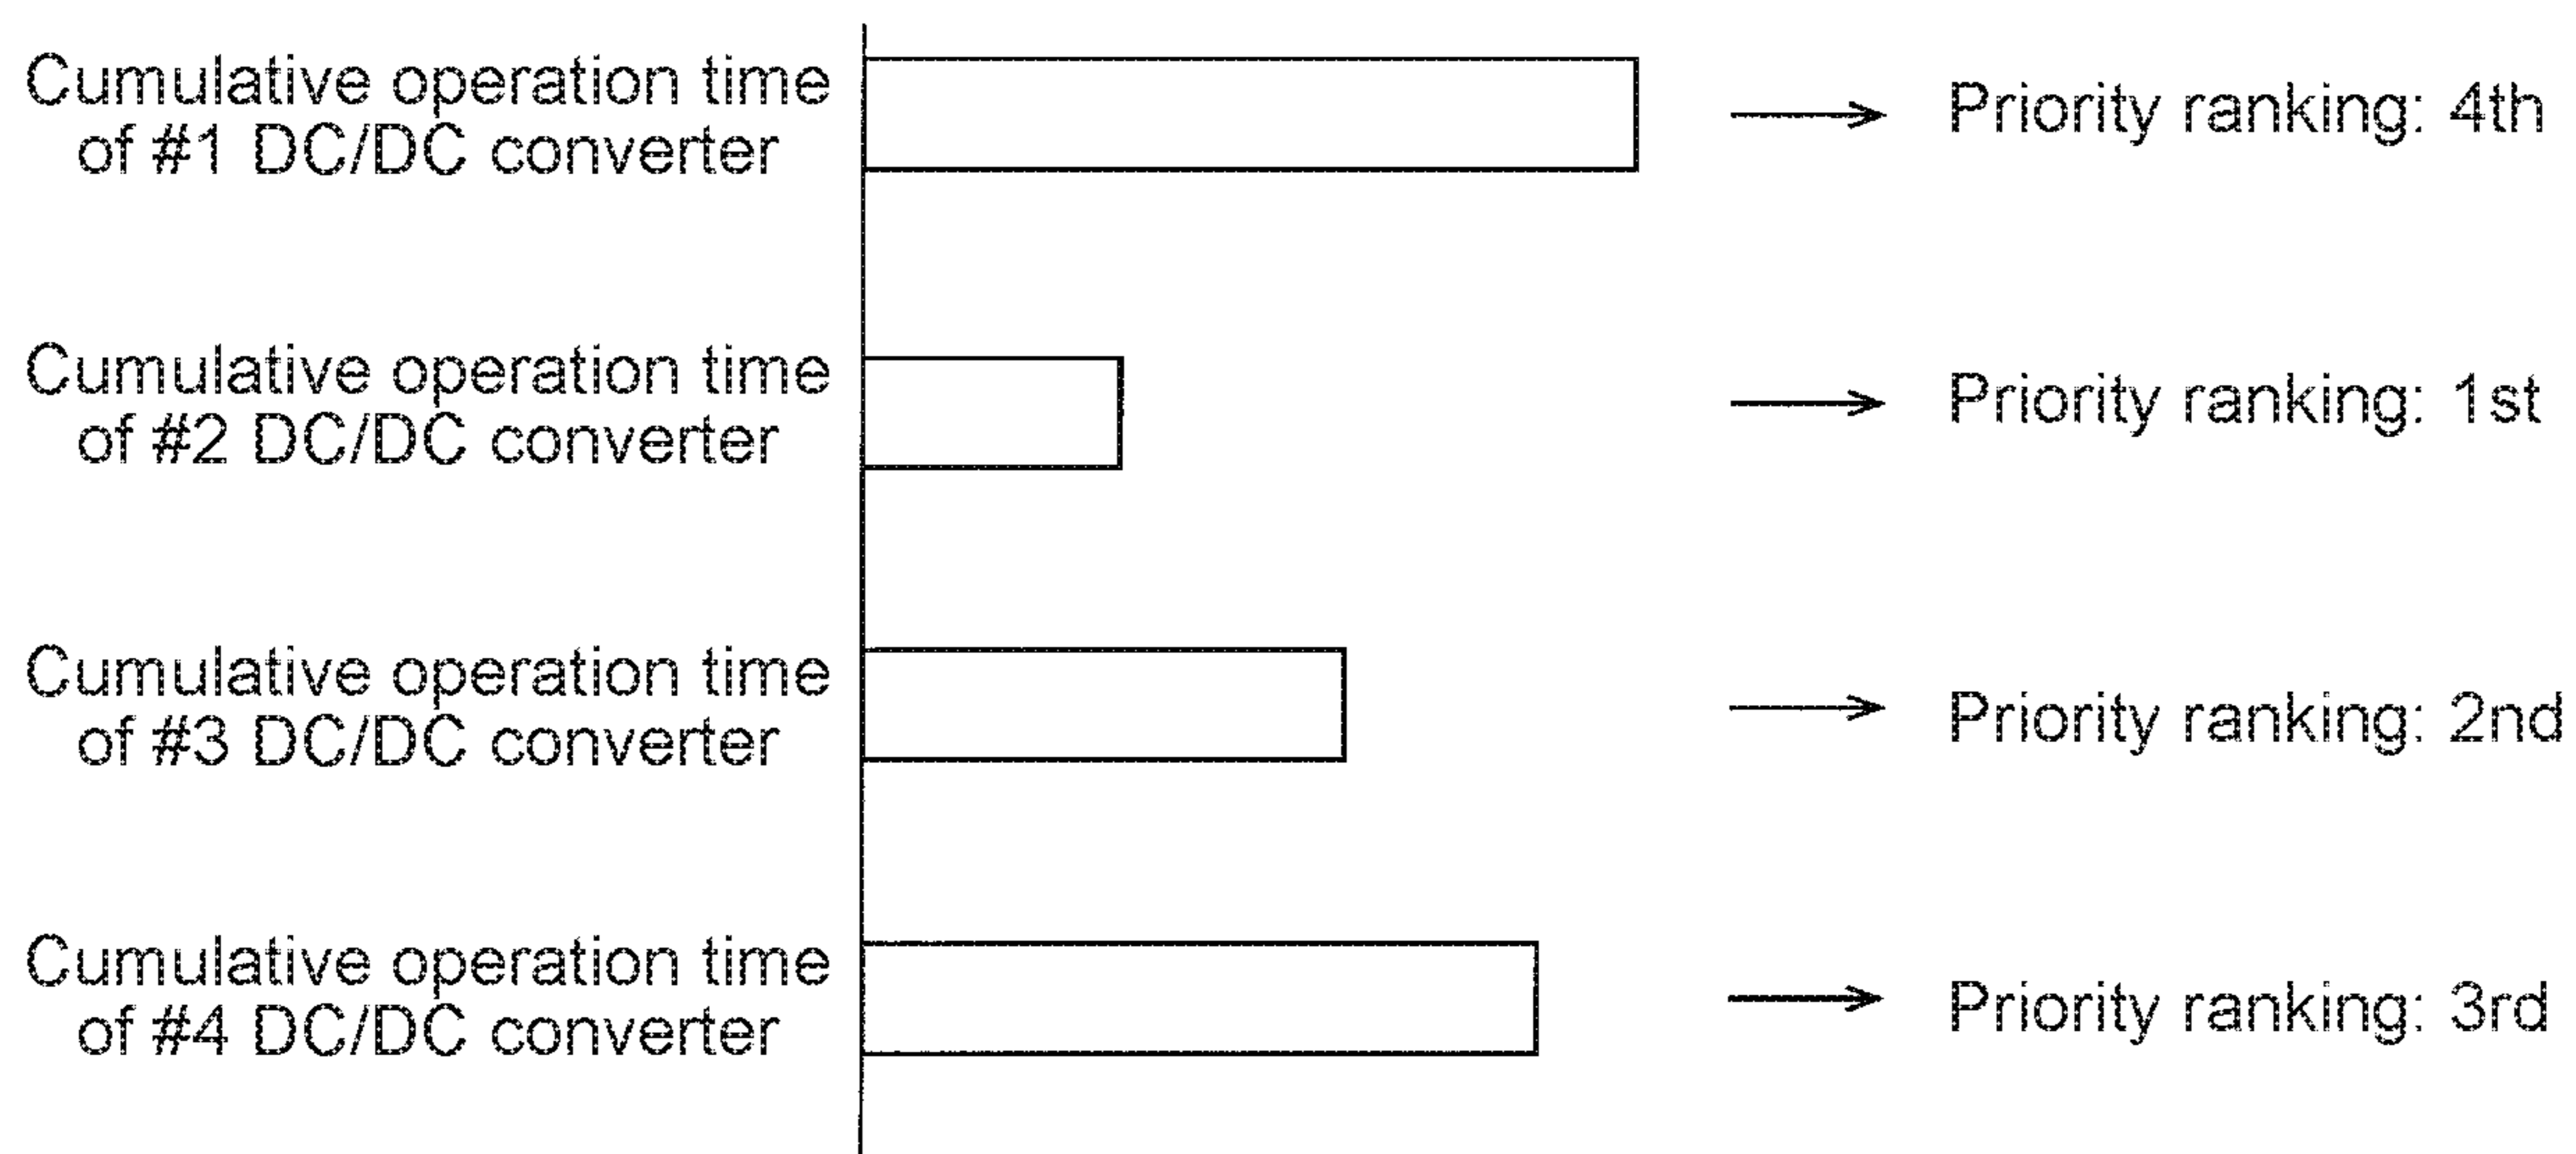 Cumulative operation time
of #1 DC/DC converter
Priority ranking: 4th
Cumulative operation time
of #2 DC/DC converter
Priority ranking: 1st
Cumulative operation time
of #3 DC/DC converter
Priority ranking: 2nd
Cumulative operation time
of #4 DC/DC converter
Priority ranking: 3rd